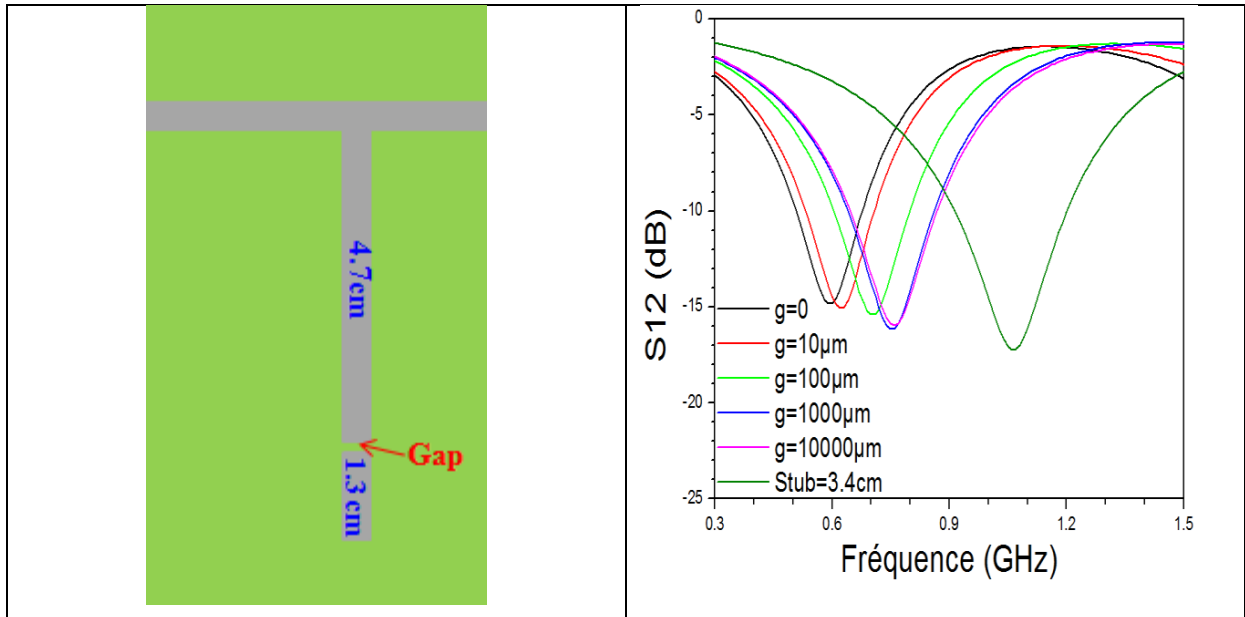 4.7cm
Gap
1.3 cm
S12 (dB)
0
-5
-10
-15
-20
-25
g=0
g=10µm
g=100µm
g=1000µm
g=10000µm
Stub=3.4cm
0.3 0.6 0.9 1.2 1.5
Fréquence (GHz)